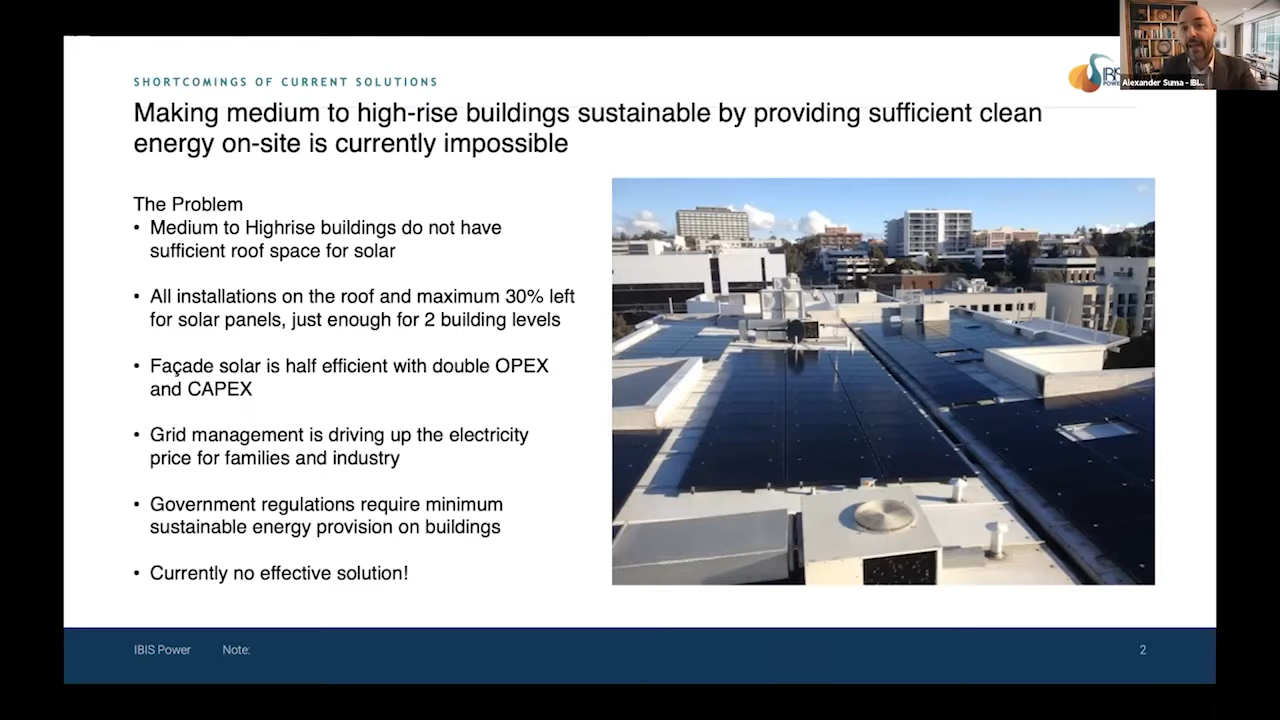 SHORTCOMINGS OF CURRENT SOLUTIONS
Making medium to high-rise buildings sustainable by providing sufficient clean
energy on-site is currently impossible
IBIS
POWER
Alexander Suma - IBI...
The Problem
• Medium to Highrise buildings do not have
sufficient roof space for solar
• All installations on the roof and maximum 30% left
for solar panels, just enough for 2 building levels
• Façade solar is half efficient with double OPEX
and CAPEX
• Grid management is driving up the electricity
price for families and industry
• Government regulations require minimum
sustainable energy provision on buildings
• Currently no effective solution!
IBIS Power
Note:
2